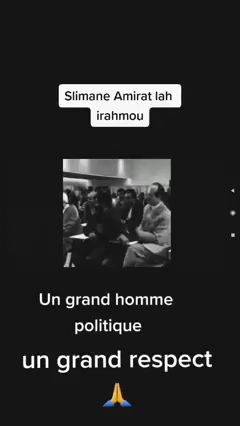 Slimane Amirat lah
irahmou
Un grand homme
politique
un grand respect
🙏